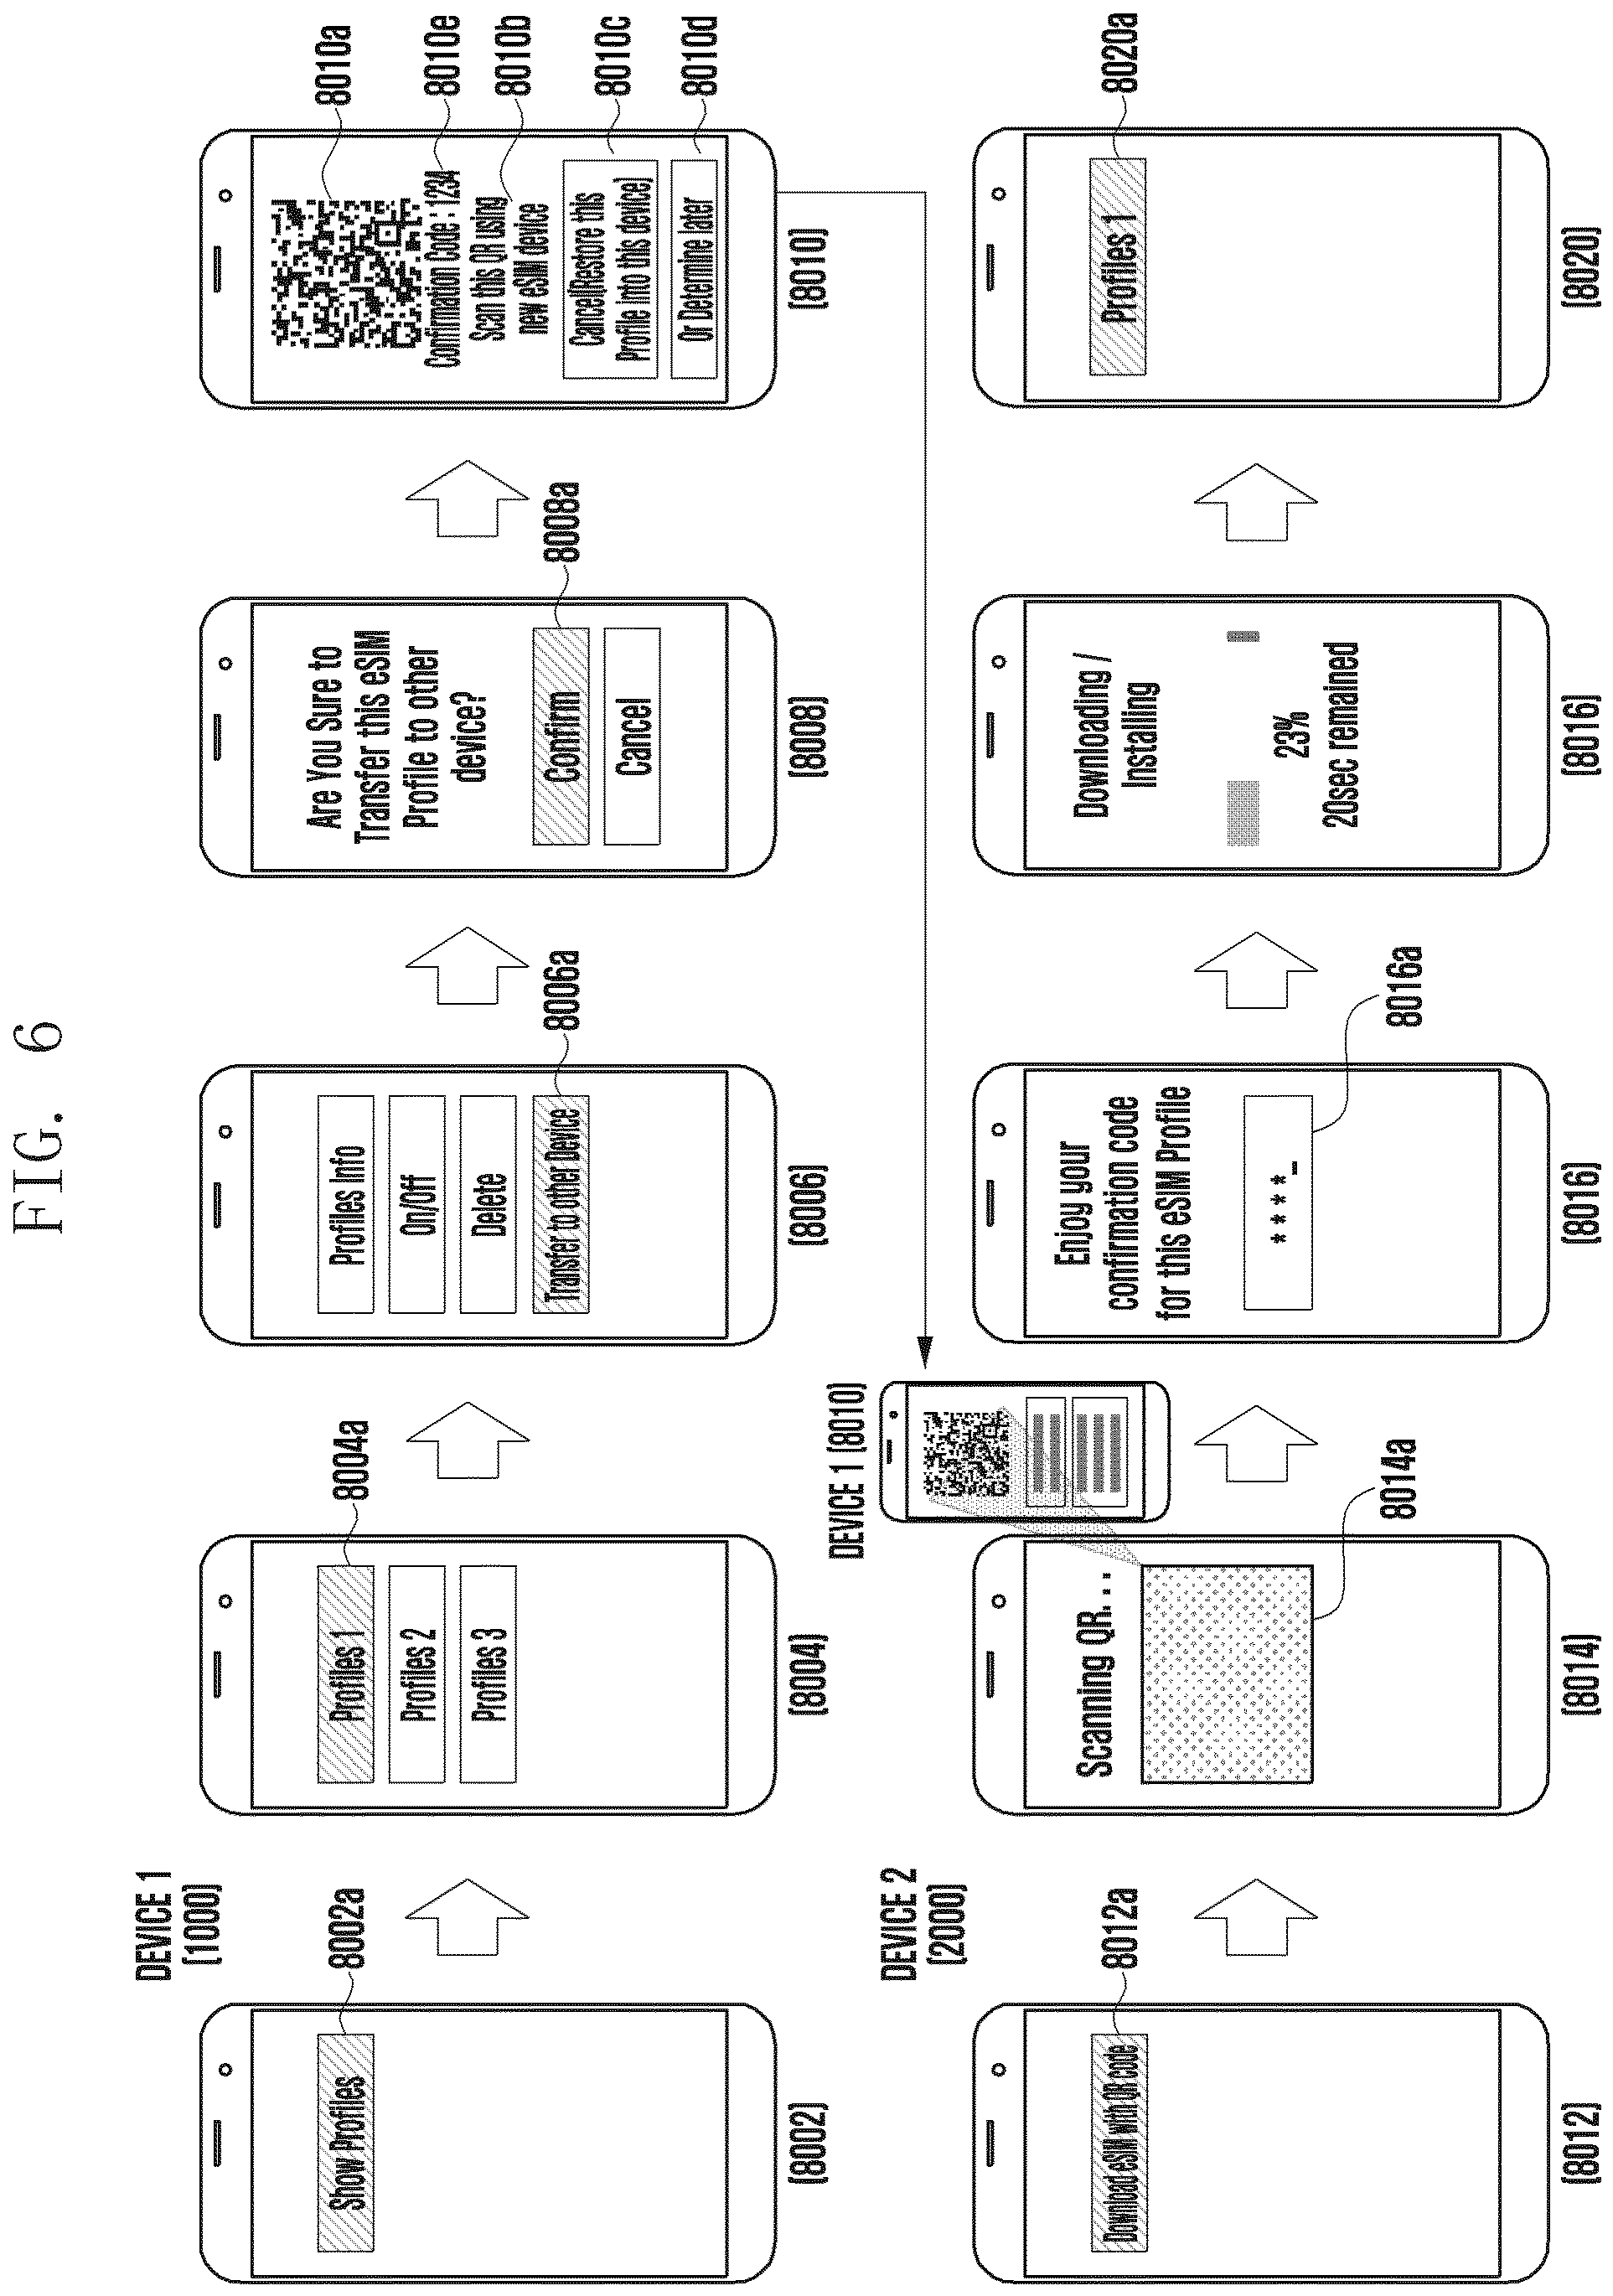 FIG. 6
DEVICE 1
[1000]
Show Profiles
8002a
[8002]
Profiles 1
Profiles 2
Profiles 3
8004a
[8004]
Profiles Info
On/Off
Delete
Transfer to other Device
8006a
[8006]
Are You Sure to
Transfer this eSIM
Profile to other
device?
Confirm
Cancel
8008a
[8008]
8010a
Confirmation Code : 1234
8010e
Scan this QR using
new eSIM device
8010b
Cancel(Restore this
Profile into this device)
8010c
Or Determine later
8010d
[8010]
DEVICE 2
[2000]
Download eSIM with QR code
8012a
[8012]
DEVICE 1 [8010]
Scanning QR. . .
8014a
[8014]
Enjoy your
confirmation code
for this eSIM Profile
* * * * * _
8016a
[8016]
Downloading /
Installing
23%
20sec remained
[8016]
Profiles 1
8020a
[8020]